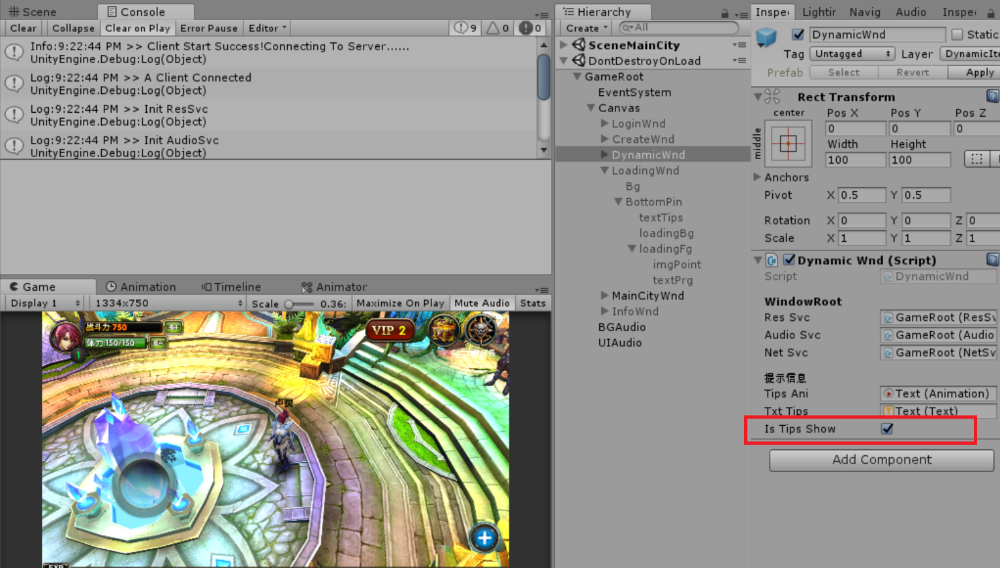 Scene
Console
Clear
Collapse
Clear on Play
Error Pause
Editor
9
0
0
Info:9:22:44 PM >> Client Start Success!Connecting To Server......
UnityEngine.Debug:Log(Object)
Log:9:22:44 PM >> A Client Connected
UnityEngine.Debug:Log(Object)
Log:9:22:44 PM >> Init ResSvc
UnityEngine.Debug:Log(Object)
Log:9:22:44 PM >> Init AudioSvc
UnityEngine.Debug:Log(Object)
Game
Animation
Timeline
Animator
Display 1
1334x750
Scale
0.36:
Maximize On Play
Mute Audio
Stats
战斗力 750
体力:150/150
1
VIP 2
EXP
Hierarchy
Create
All
SceneMainCity
DontDestroyOnLoad
GameRoot
EventSystem
Canvas
LoginWnd
CreateWnd
DynamicWnd
LoadingWnd
Bg
BottomPin
textTips
loadingBg
loadingFg
imgPoint
textPrg
MainCityWnd
InfoWnd
BGAudio
UIAudio
Inspe
Lightir
Navig
Audio
Inspe
DynamicWnd
Static
Tag
Untagged
Layer
DynamicIte
Prefab
Select
Revert
Apply
Rect Transform
center
middle
Pos X
Pos Y
Pos Z
0
0
0
Width
Height
100
100
Anchors
Pivot
X 0.5
Y 0.5
Rotation
X 0
Y 0
Z 0
Scale
X 1
Y 1
Z 1
Dynamic Wnd (Script)
Script
DynamicWnd
WindowRoot
Res Svc
GameRoot (ResSv
Audio Svc
GameRoot (Audio
Net Svc
GameRoot (NetSv
提示信息
Tips Ani
Text (Animation)
Txt Tips
Text (Text)
Is Tips Show
Add Component